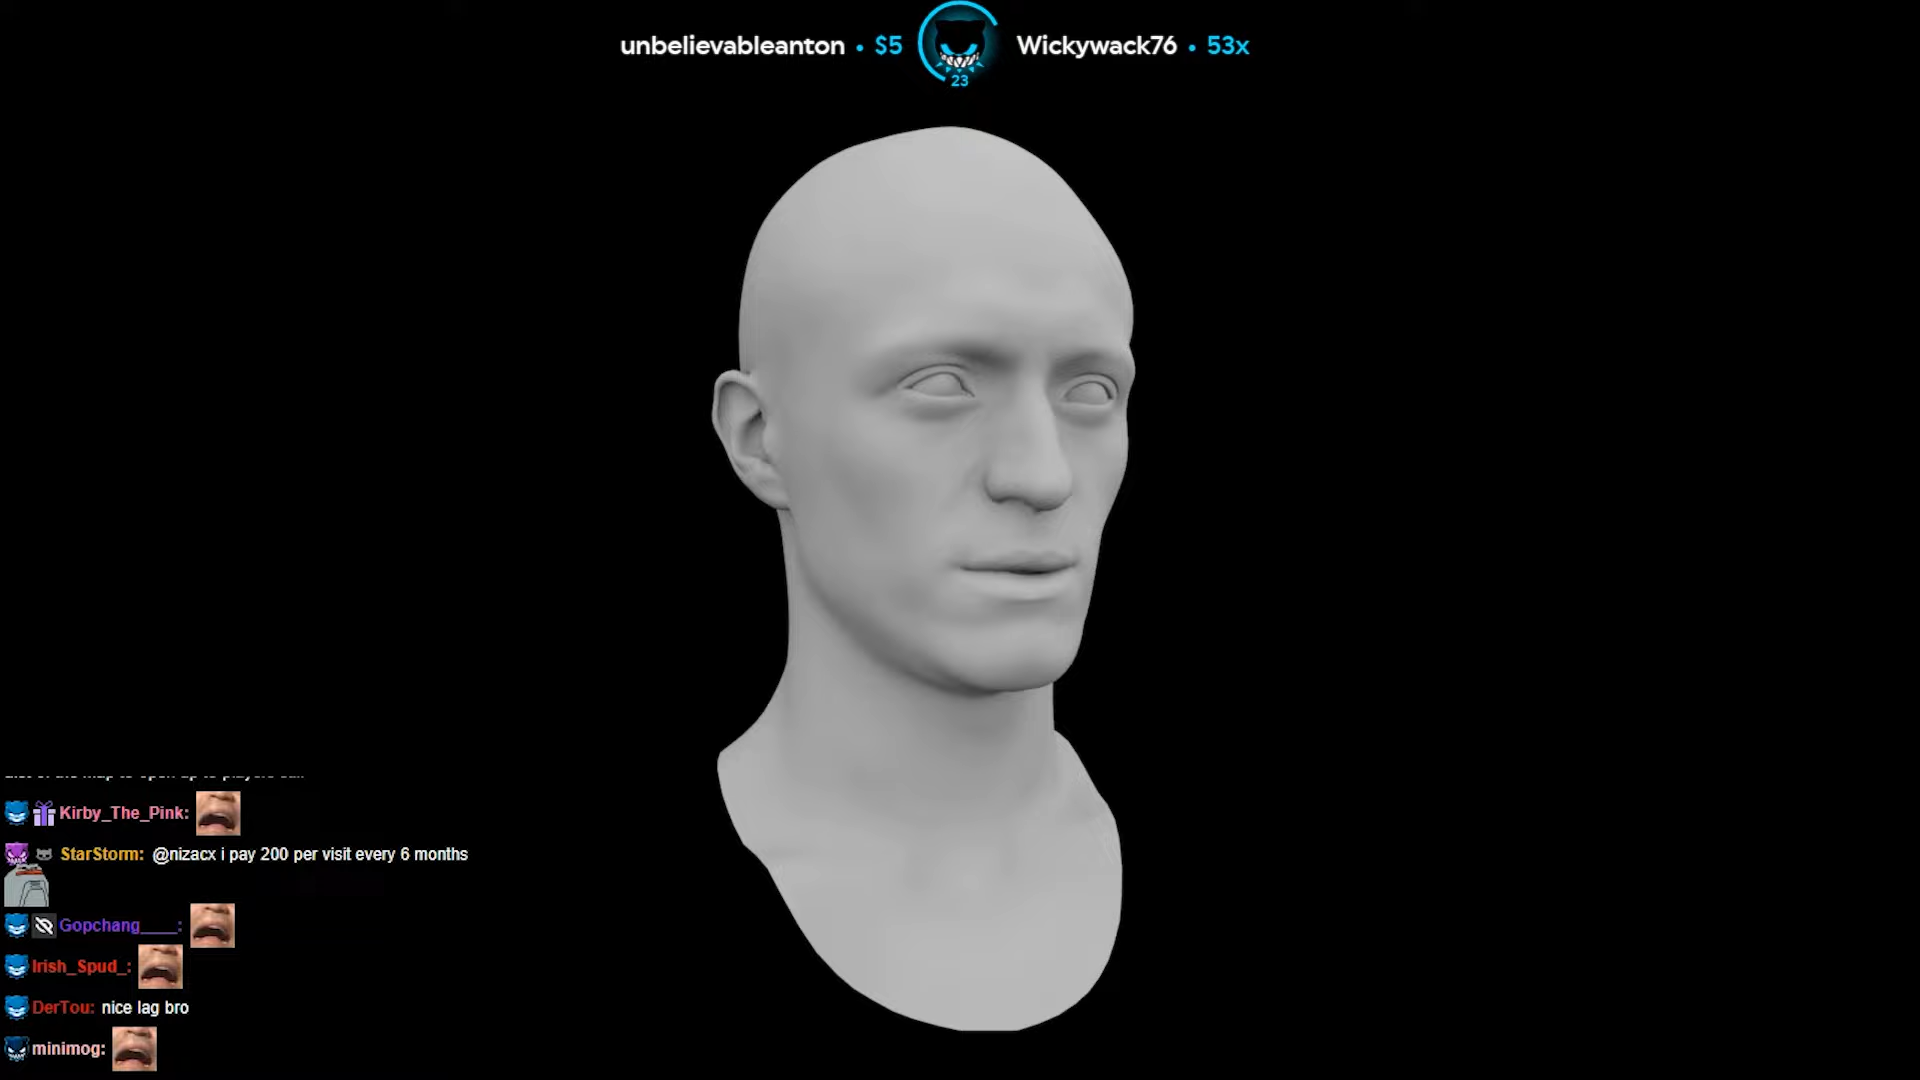 unbelievableanton • $5
23
Wickywack76 • 53x
Kirby_The_Pink:
StarStorm: @nizacx i pay 200 per visit every 6 months
Gopchang____:
Irish_Spud_:
DerTou: nice lag bro
minimog: